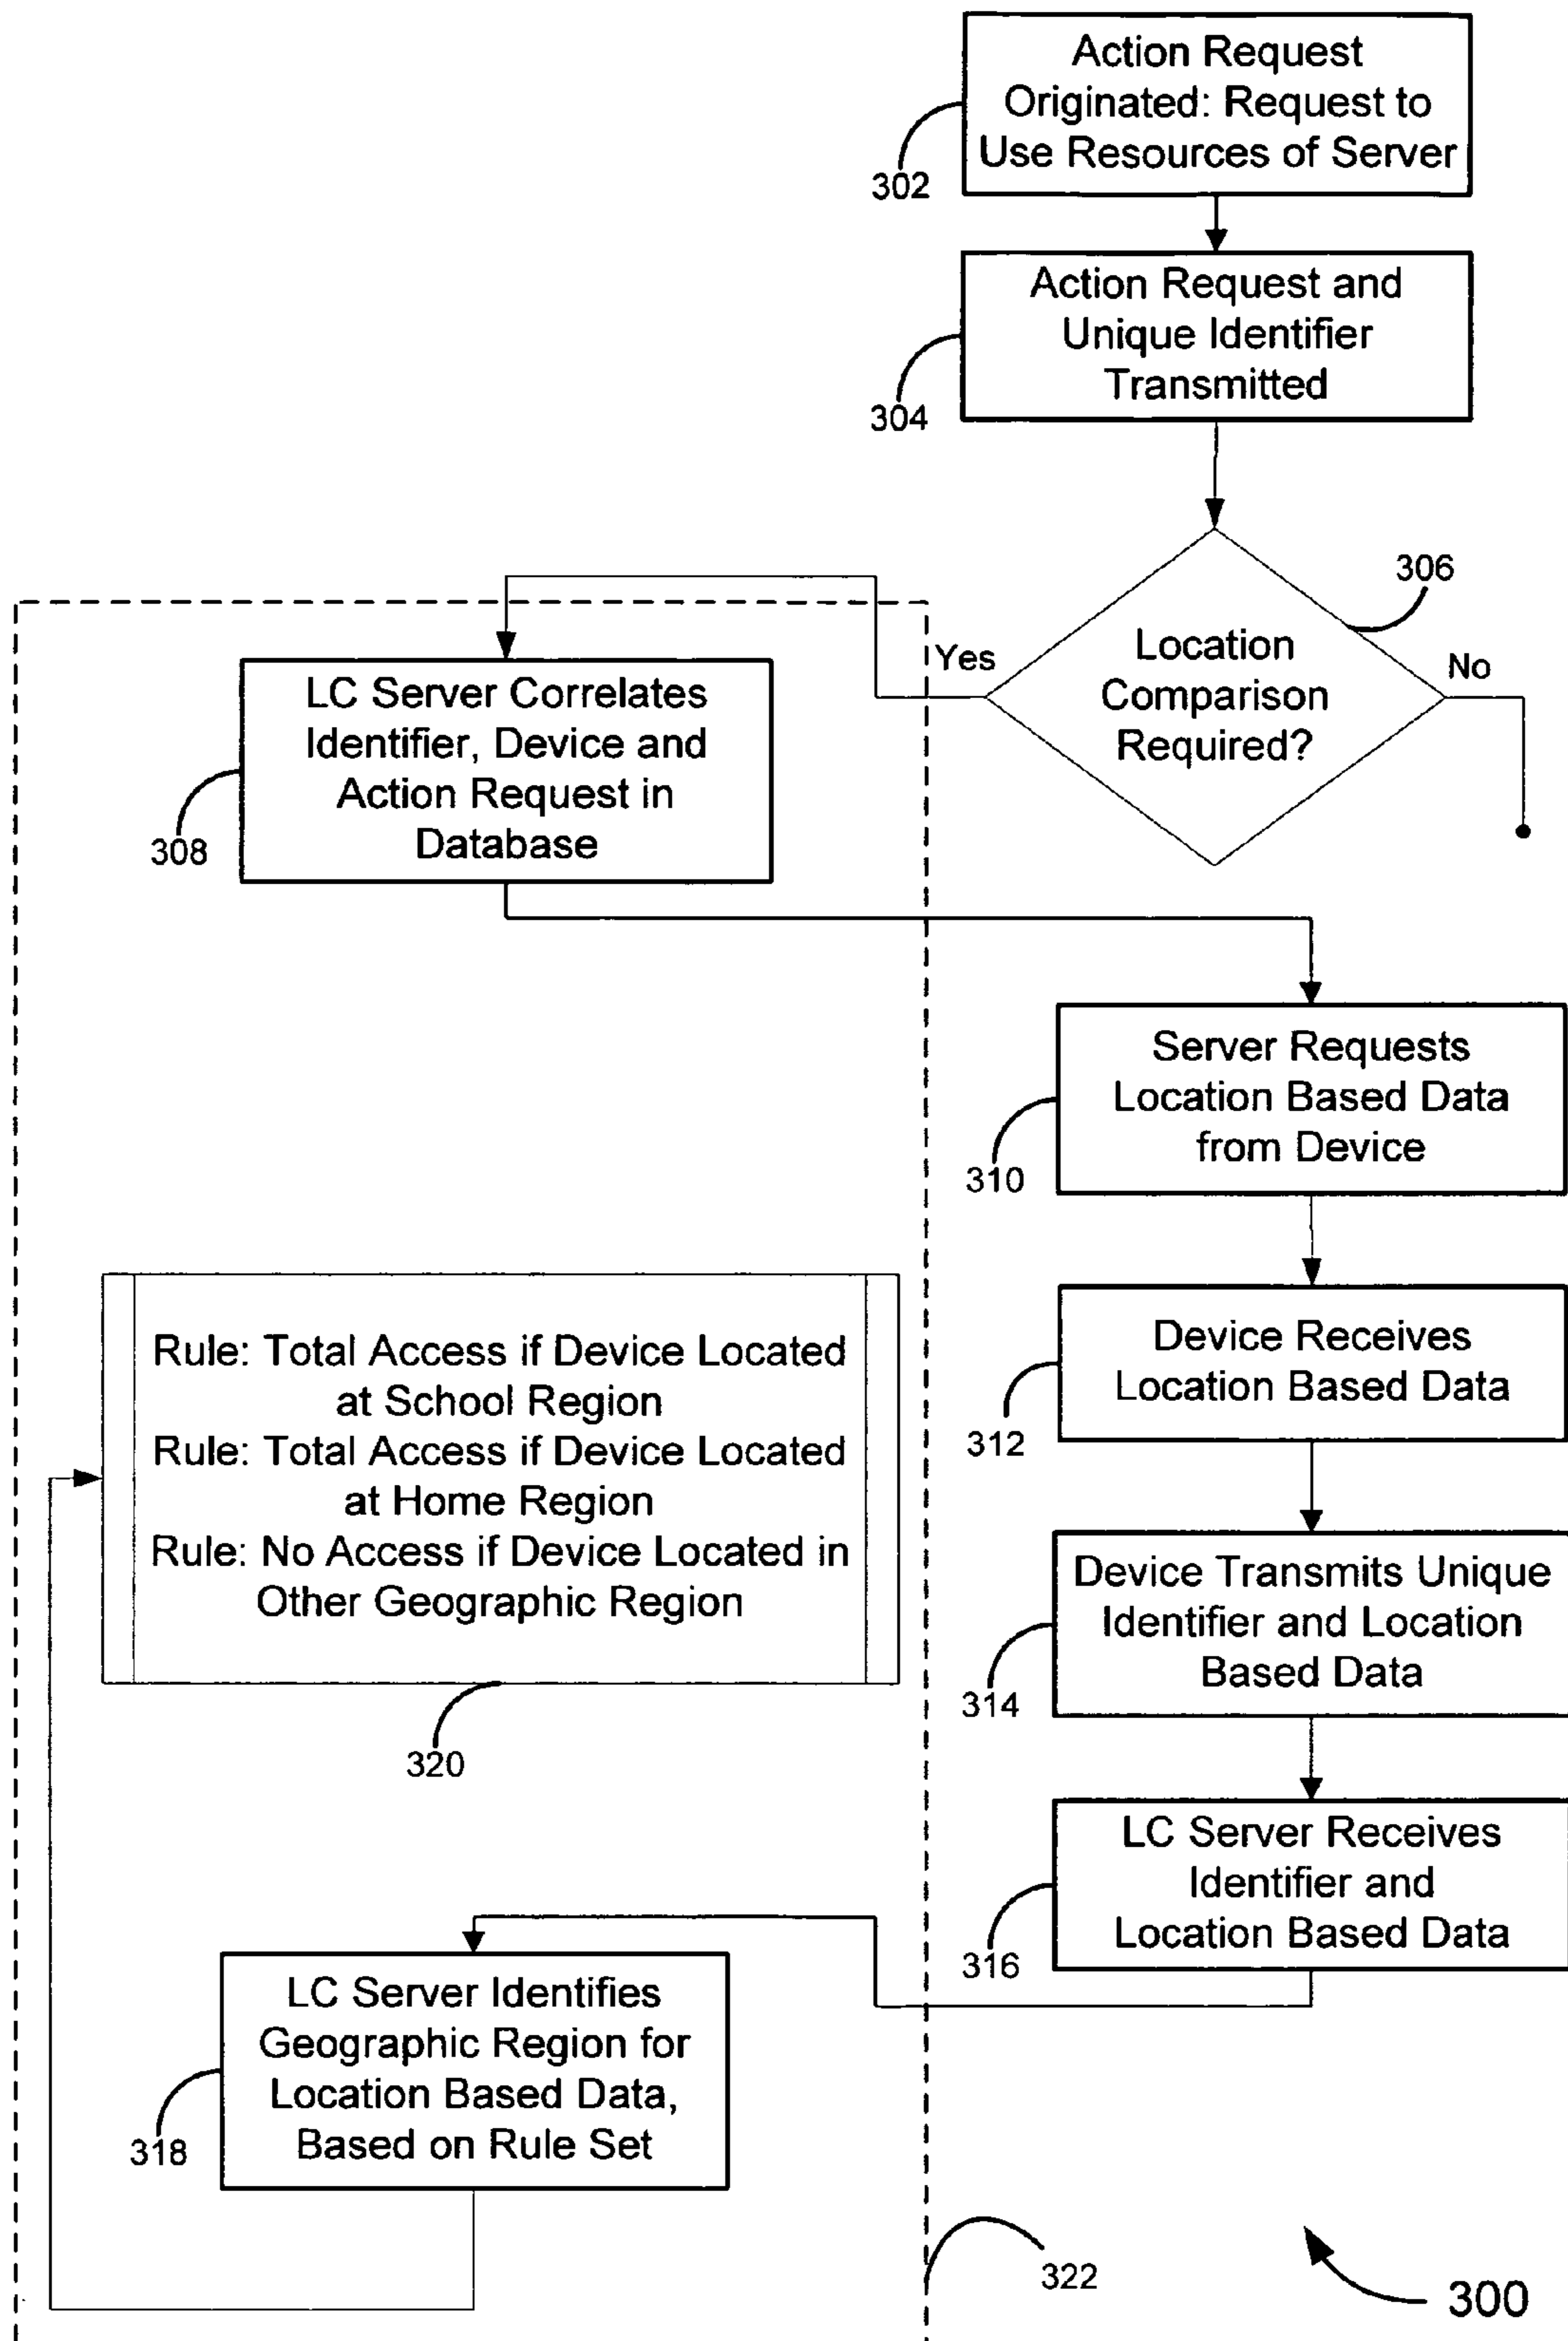 Action Request
Originated: Request to
Use Resources of Server
302
Action Request and
Unique Identifier
Transmitted
304
306
Location
Comparison
Required?
Yes
No
LC Server Correlates
Identifier, Device and
Action Request in
Database
308
Server Requests
Location Based Data
from Device
310
Device Receives
Location Based Data
312
Device Transmits Unique
Identifier and Location
Based Data
314
LC Server Receives
Identifier and
Location Based Data
316
LC Server Identifies
Geographic Region for
Location Based Data,
Based on Rule Set
318
Rule: Total Access if Device Located
at School Region
Rule: Total Access if Device Located
at Home Region
Rule: No Access if Device Located in
Other Geographic Region
320
322
300